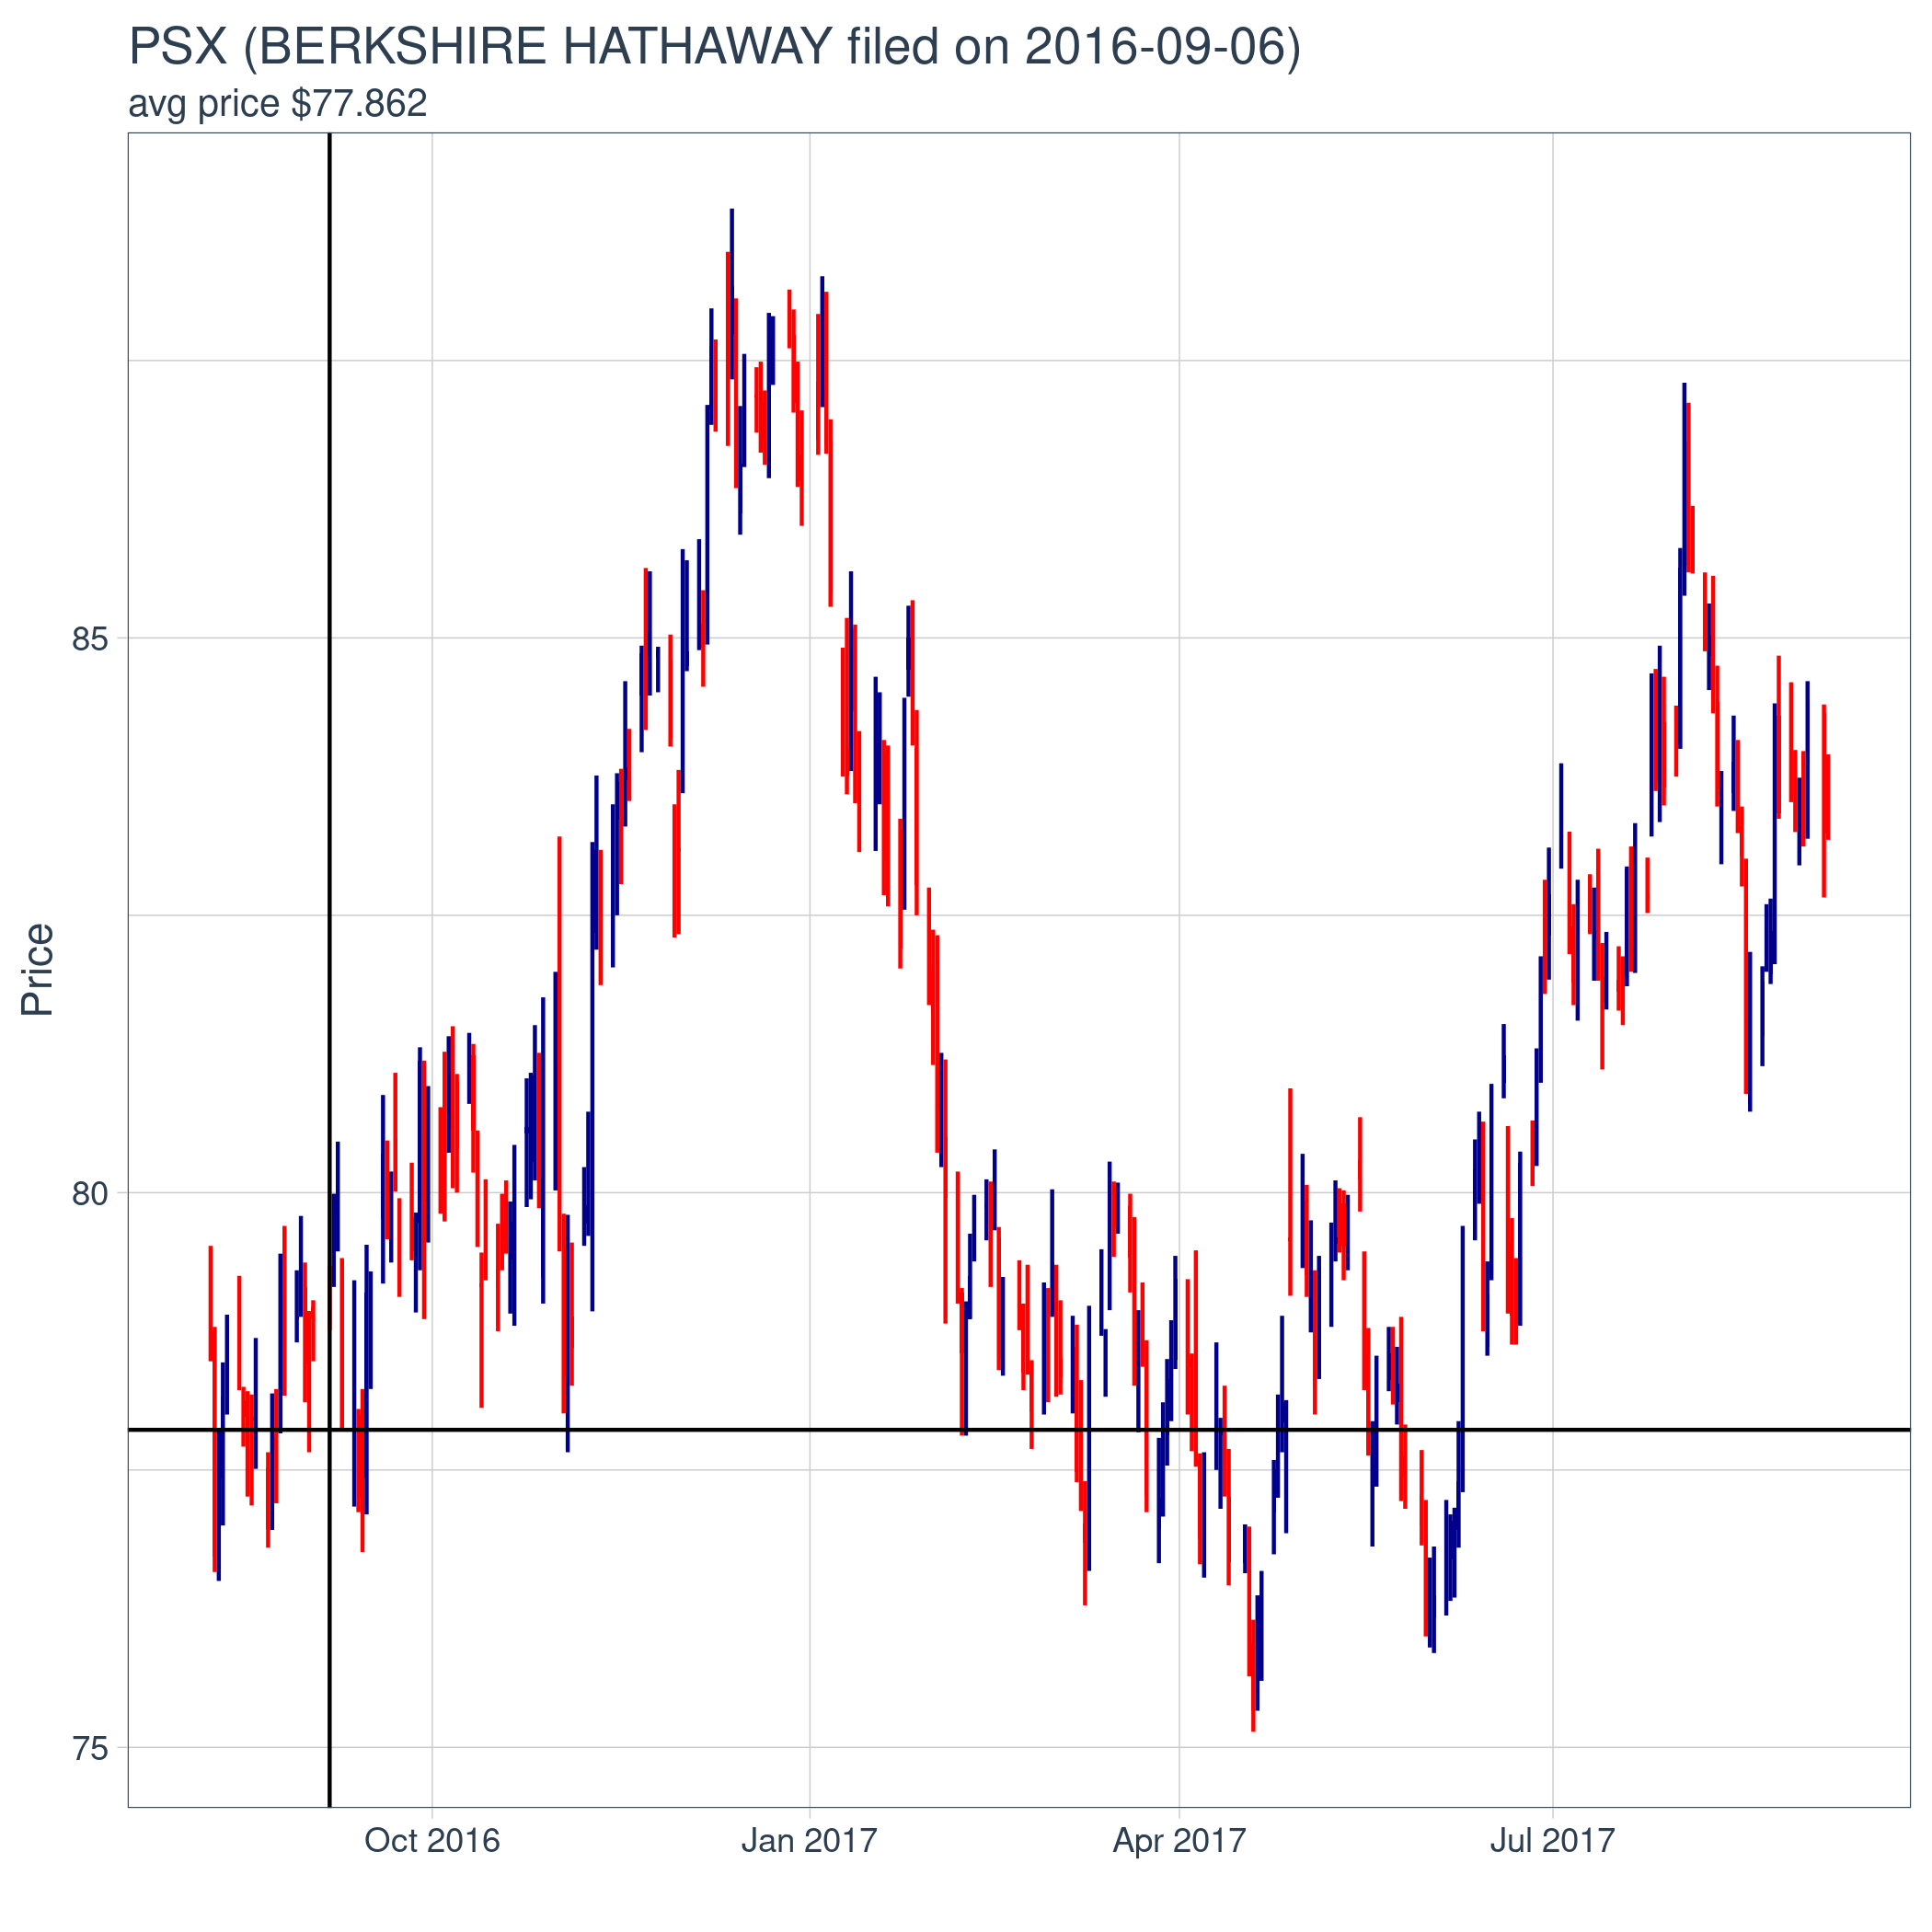 PSX (BERKSHIRE HATHAWAY filed on 2016-09-06)
avg price $77.862
Price
85
80
75
Oct 2016
Jan 2017
Apr 2017
Jul 2017